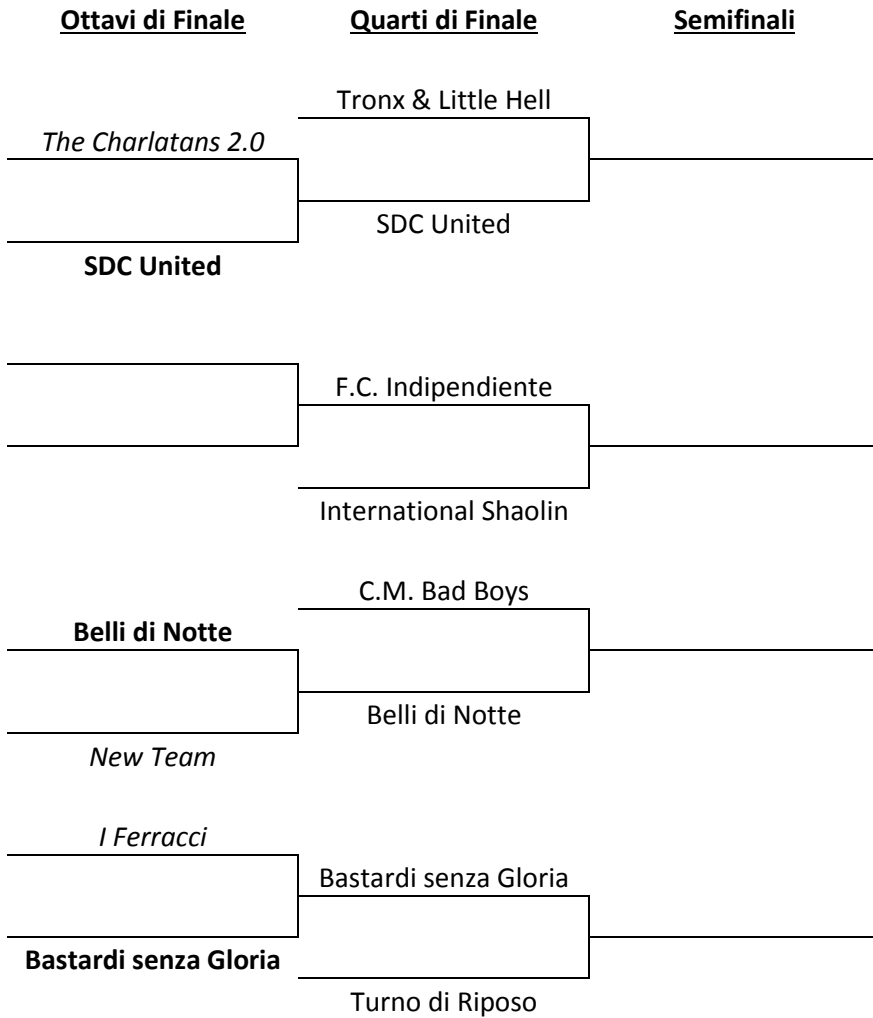 Ottavi di Finale Quarti di Finale Semifinali
Tronx & Little Hell
The Charlatans 2.0
SDC United
SDC United
F.C. Indipendiente
International Shaolin
C.M. Bad Boys
Belli di Notte
Belli di Notte
New Team
I Ferracci
Bastardi senza Gloria
Bastardi senza Gloria
Turno di Riposo